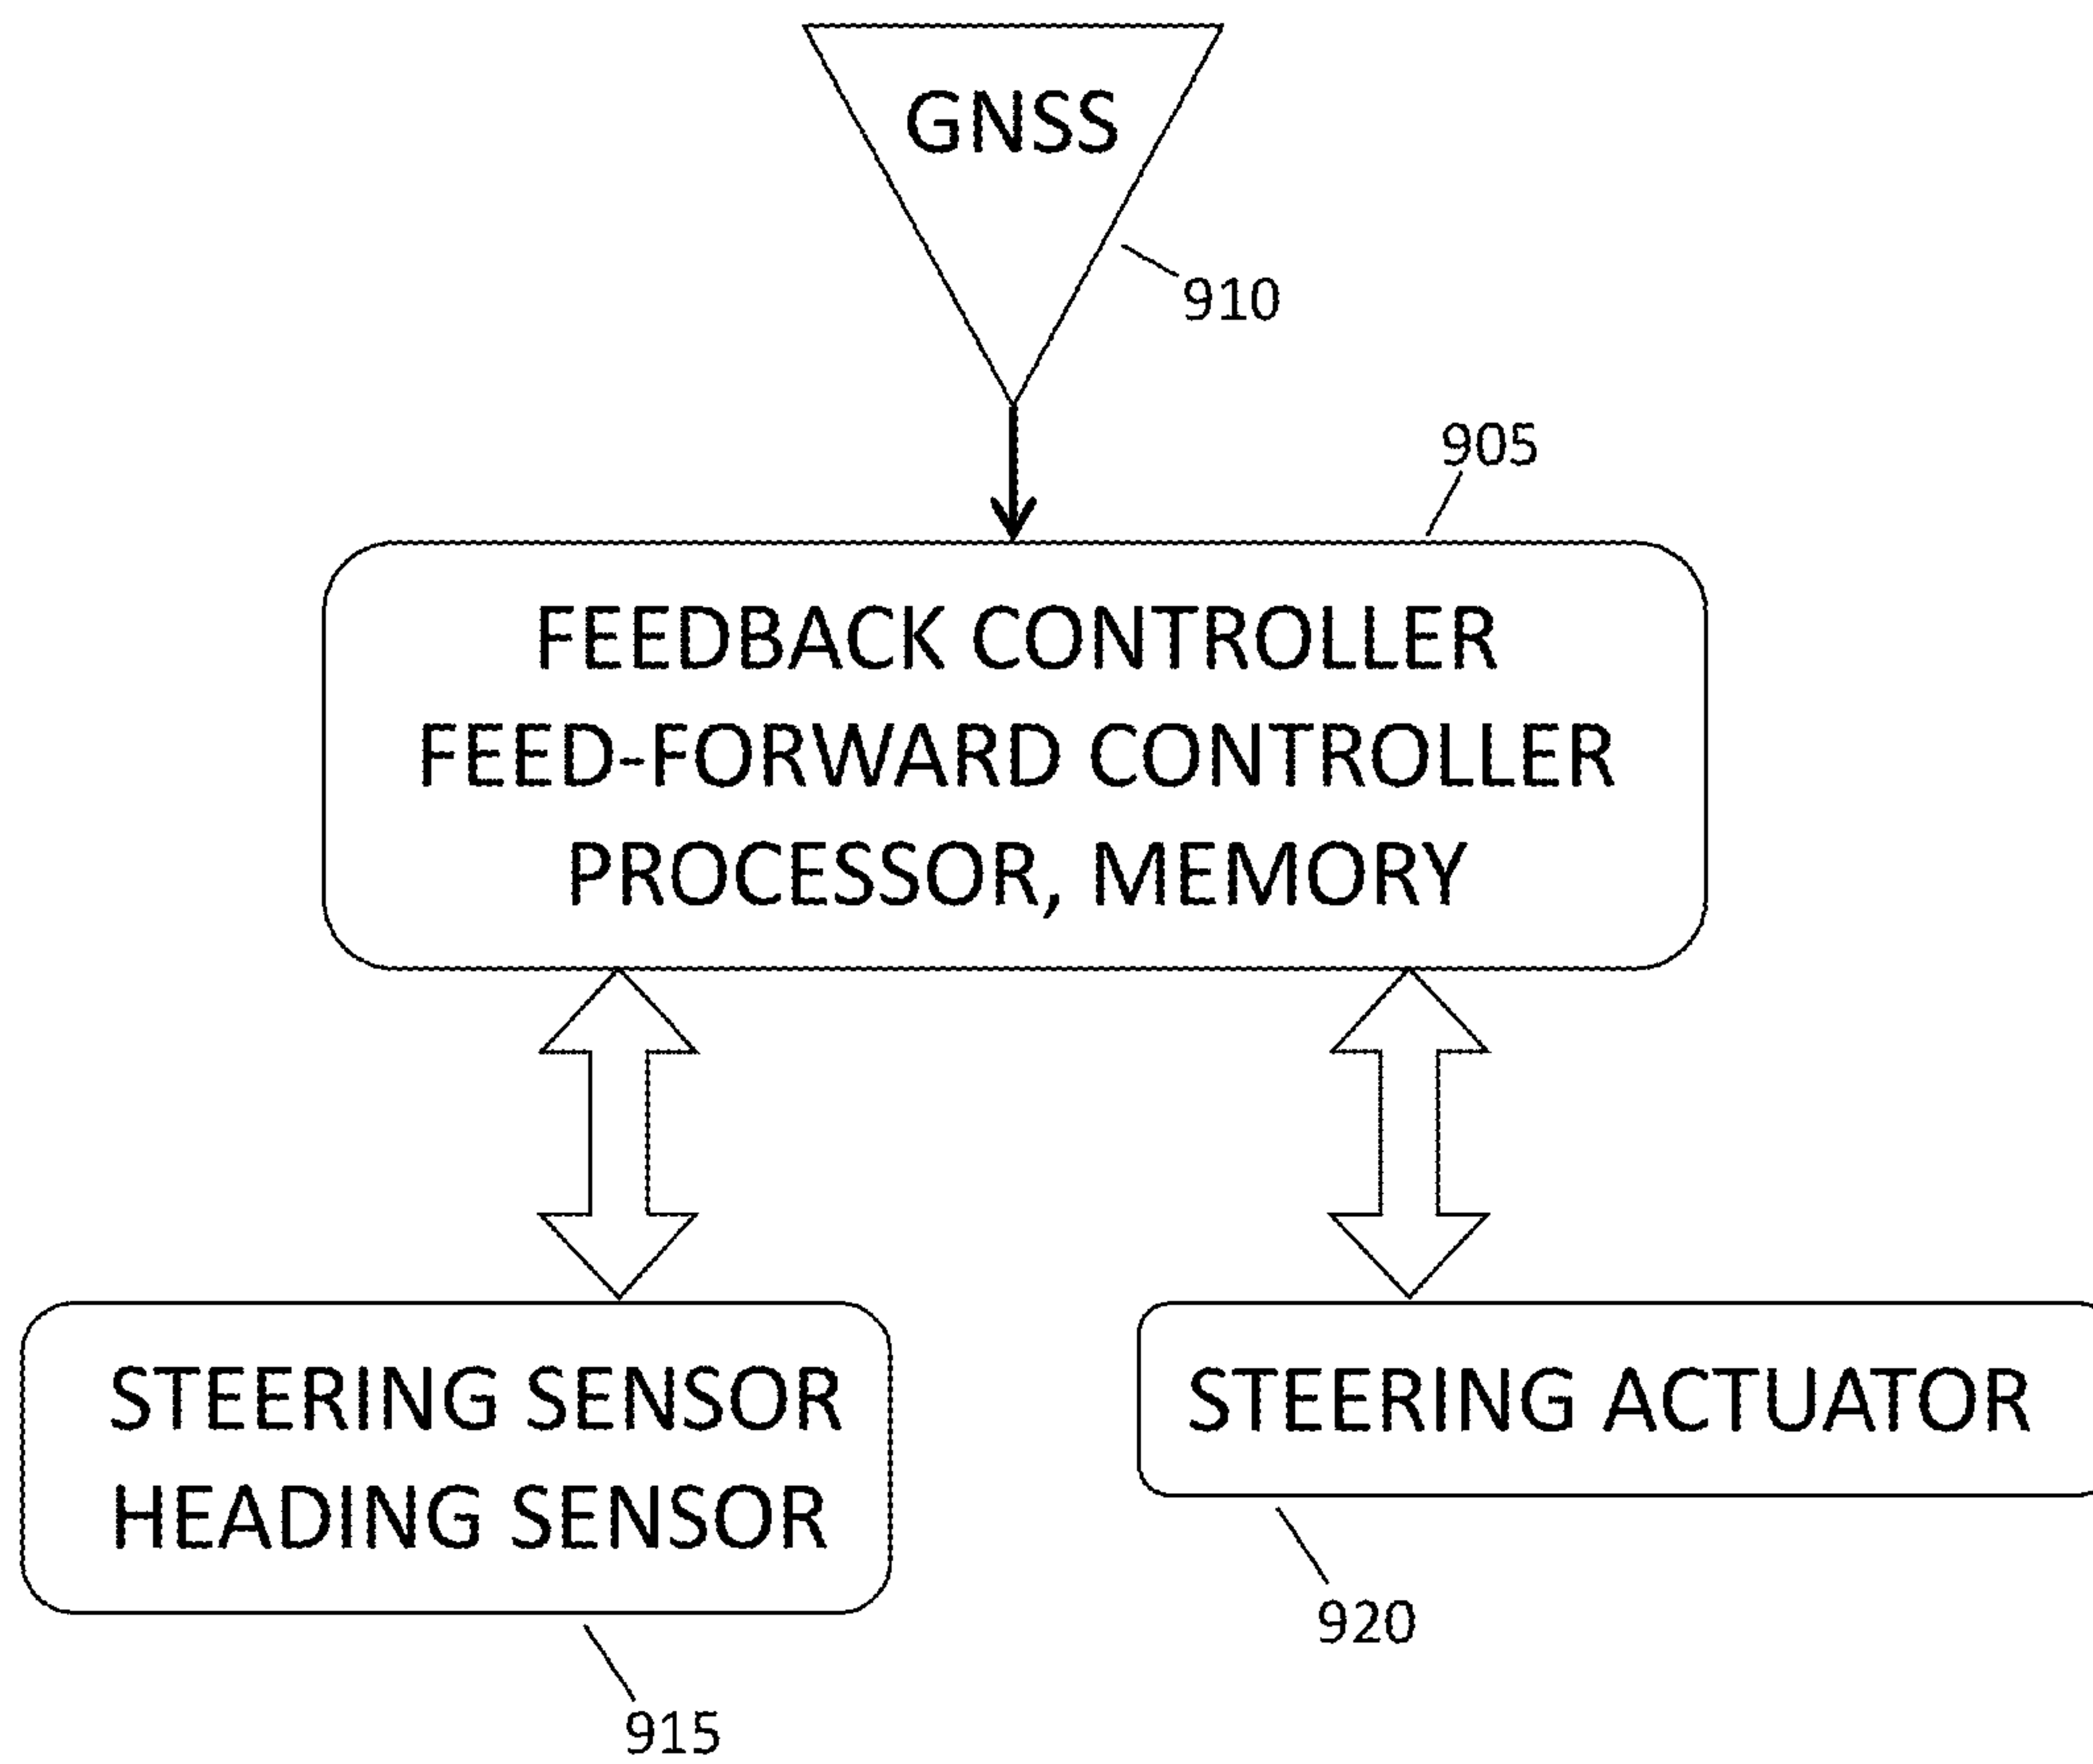 GNSS
910
905
FEEDBACK CONTROLLER
FEED-FORWARD CONTROLLER
PROCESSOR, MEMORY
STEERING SENSOR
HEADING SENSOR
STEERING ACTUATOR
920
915